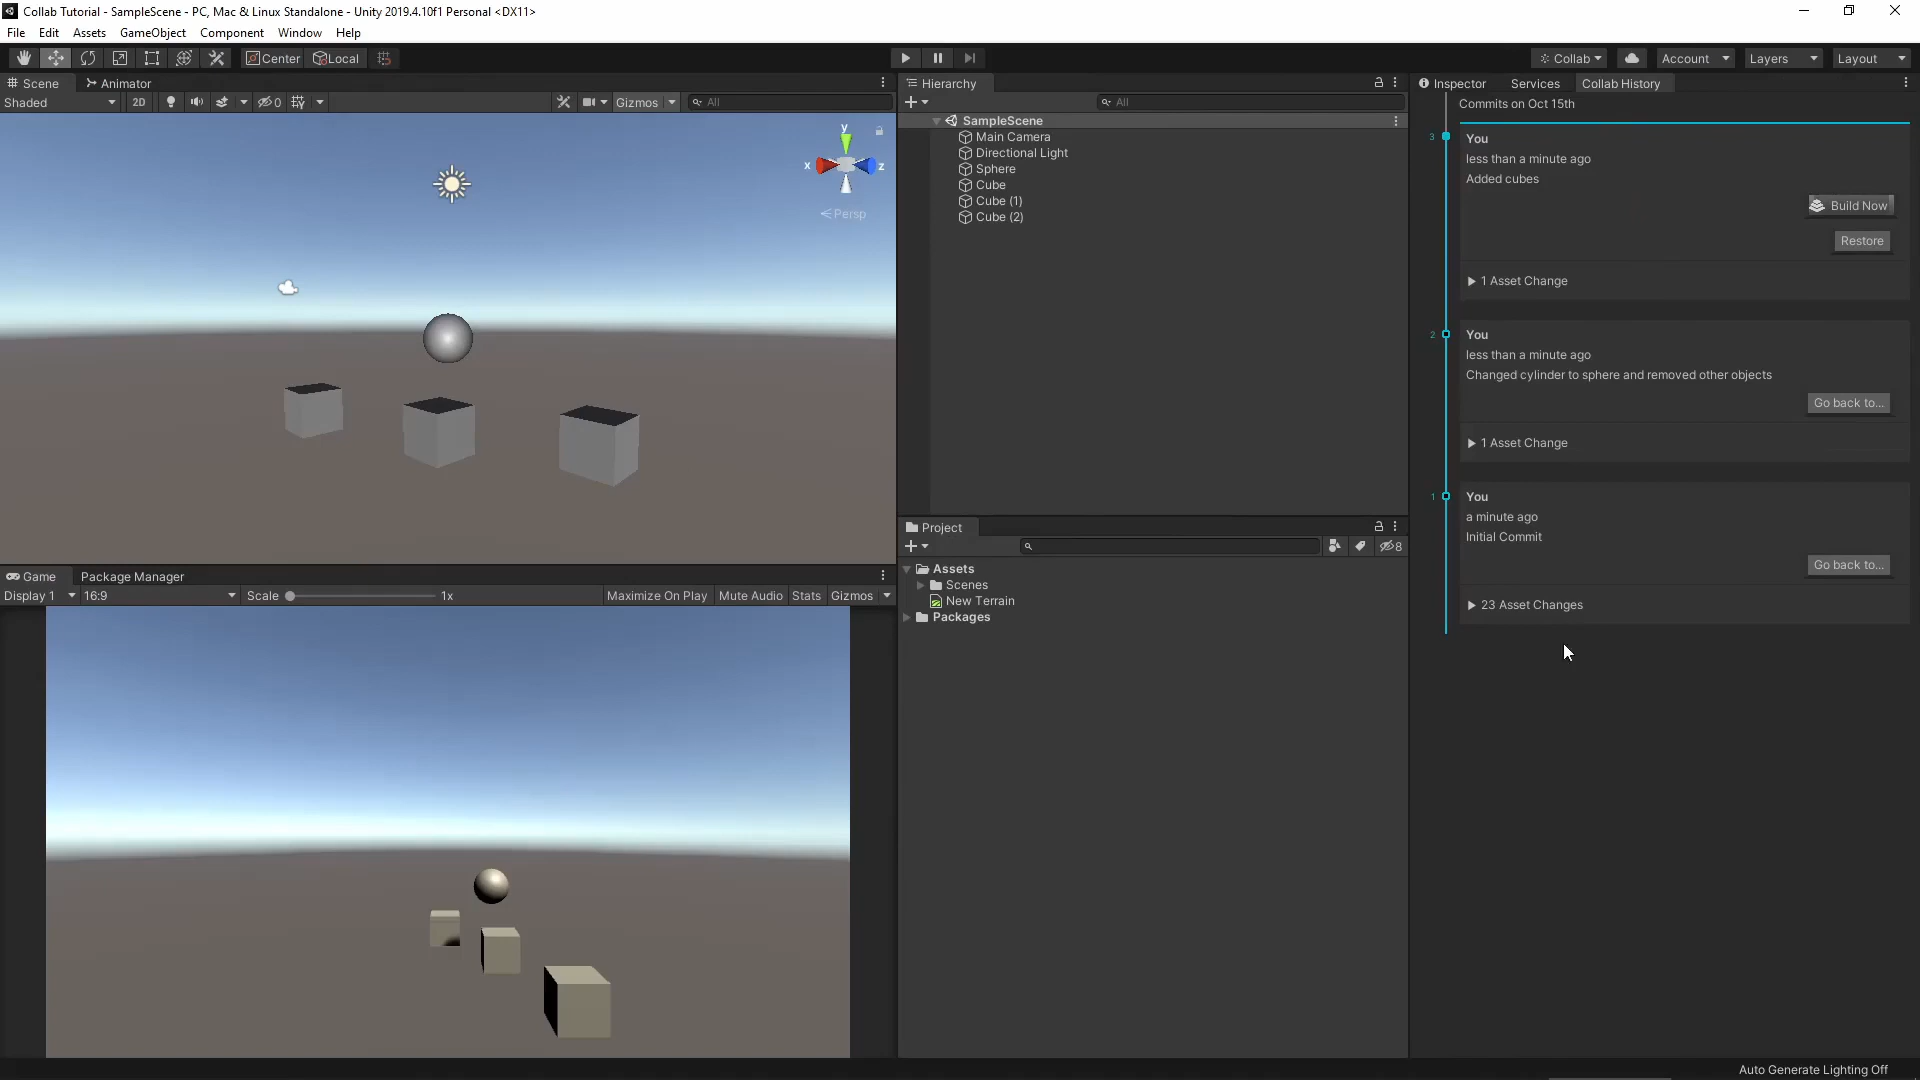 Collab Tutorial - SampleScene - PC, Mac & Linux Standalone - Unity 2019.4.10f1 Personal <DX11>
File Edit Assets GameObject Component Window Help
Center Local Collab Account Layers Layout
Scene Animator
Shaded 2D 0 Gizmos All
y
x z
Persp
Hierarchy
All
SampleScene
Main Camera
Directional Light
Sphere
Cube
Cube (1)
Cube (2)
Project
8
Assets
Scenes
New Terrain
Packages
Game Package Manager
Display 1 16:9 Scale 1x Maximize On Play Mute Audio Stats Gizmos
Inspector Services Collab History
Commits on Oct 15th
3 You
less than a minute ago
Added cubes
Build Now
Restore
1 Asset Change
2 You
less than a minute ago
Changed cylinder to sphere and removed other objects
Go back to...
1 Asset Change
1 You
a minute ago
Initial Commit
Go back to...
23 Asset Changes
Auto Generate Lighting Off